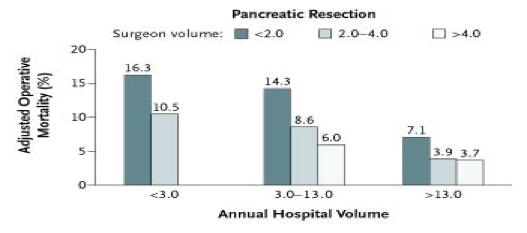 Pancreatic Resection
Surgeon volume: <2.0 2.0–4.0 >4.0
Adjusted Operative
Mortality (%)
20
15
10
5
0
16.3
10.5
14.3
8.6
6.0
7.1
3.9
3.7
<3.0 3.0–13.0 >13.0
Annual Hospital Volume